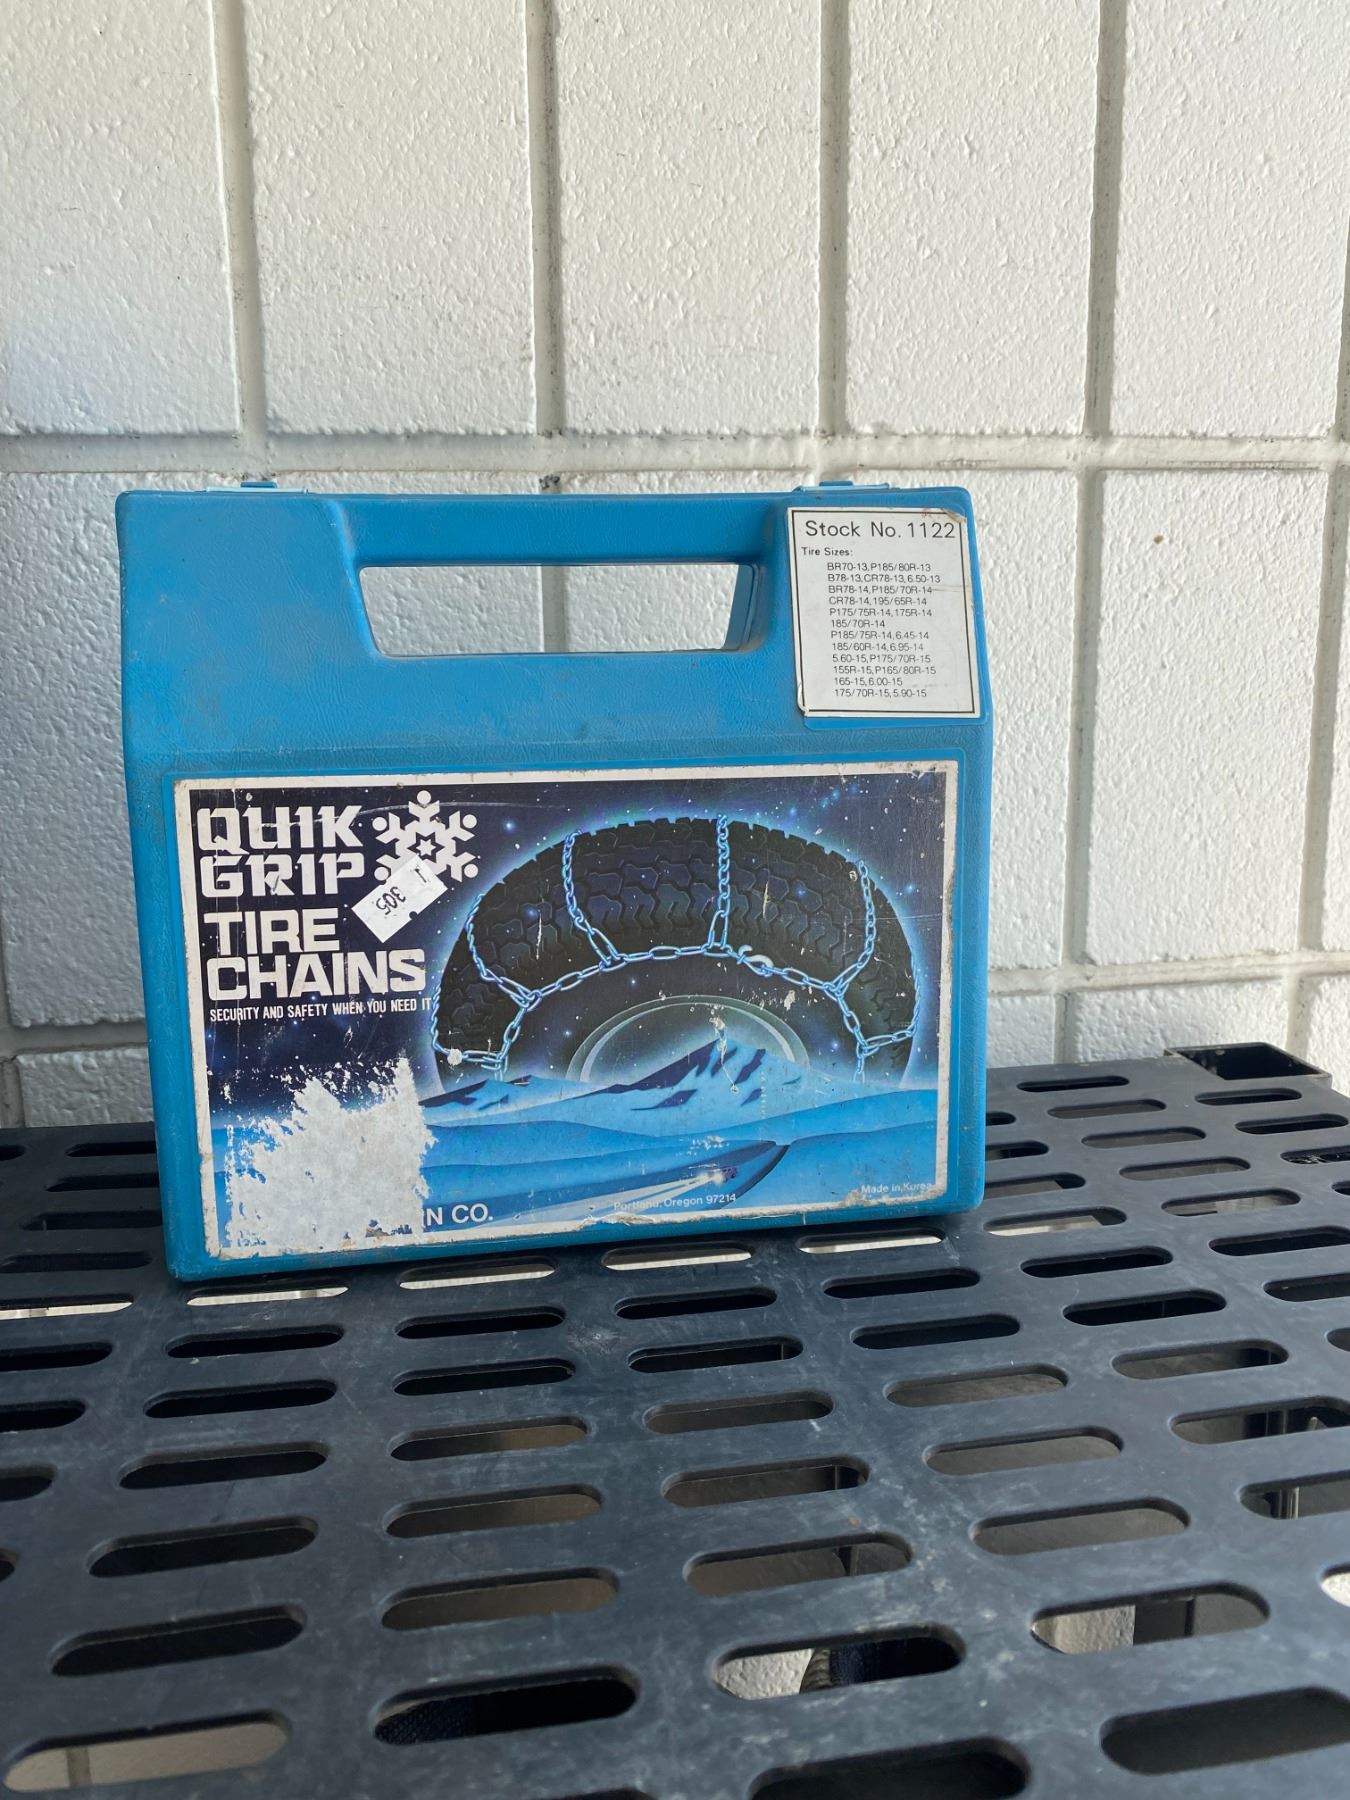 Stock No. 1122
Tire Sizes:
BR70-13, P185/80R-13
B78-13, CR78-13, 6.50-13
BR78-14, P185/70R-14
CR78-14, 195/65R-14
P175/75R-14, 175R-14
185/70R-14
P185/75R-14, 6.45-14
185/60R-14, 6.95-14
5.60-15, P175/70R-15
155R-15, P165/80R-15
165-15, 6.00-15
175/70R-15, 5.90-15
QUIK
GRIP
TIRE
CHAINS
SECURITY AND SAFETY WHEN YOU NEED IT
305
N CO.
Portland, Oregon 97214
Made in Korea